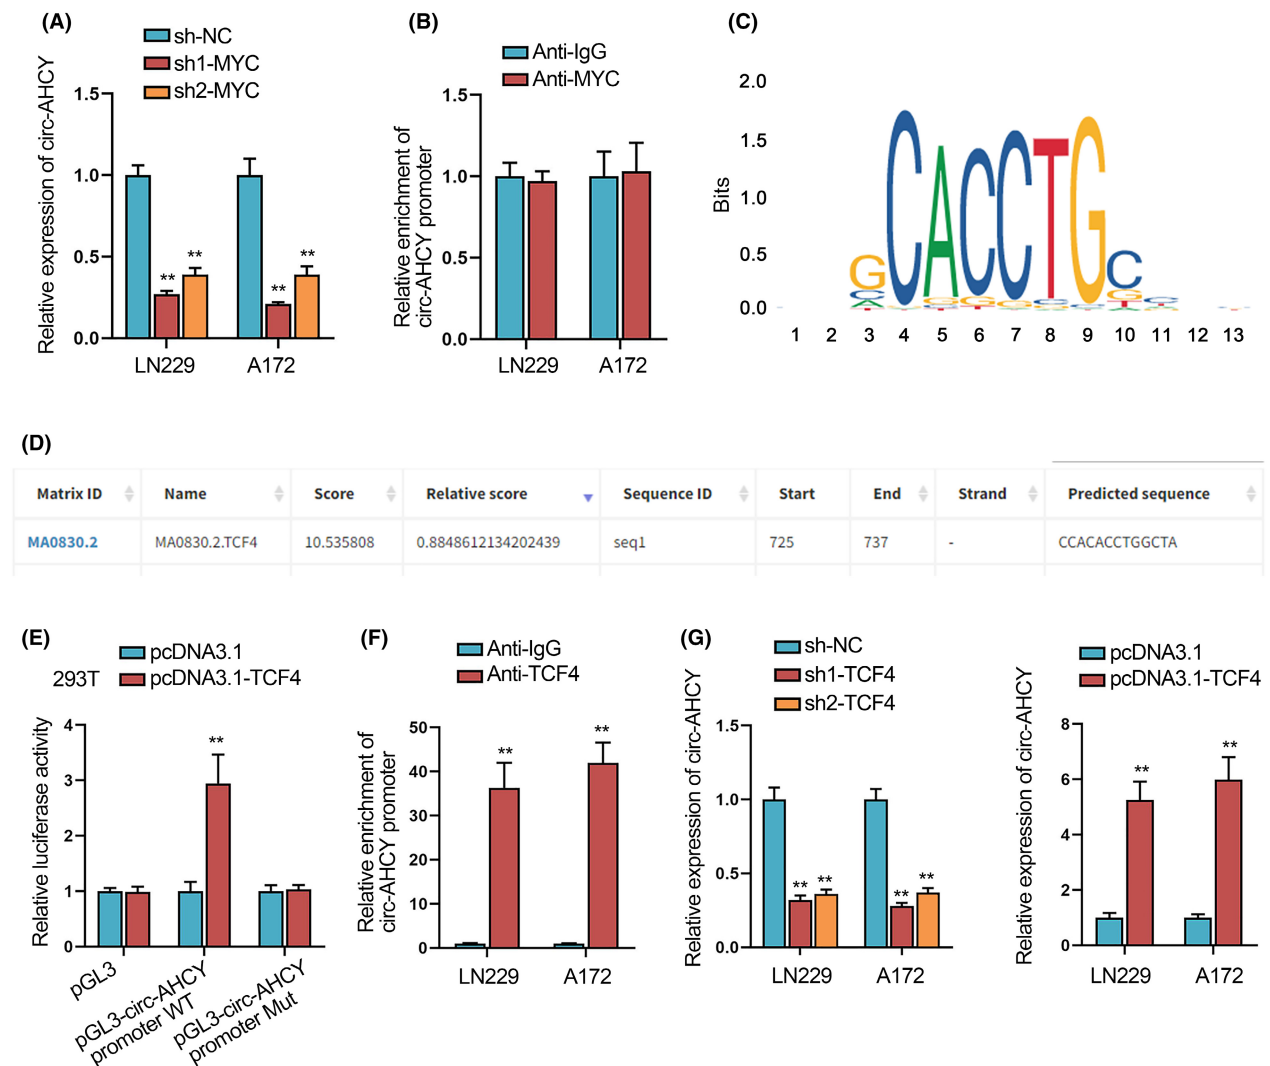 (A)
sh-NC
sh1-MYC
sh2-MYC
Relative expression of circ-AHCY
1.5
1.0
0.5
0.0
** ** ** **
LN229 A172
(B)
Anti-IgG
Anti-MYC
Relative enrichment of
circ-AHCY promoter
1.5
1.0
0.5
0.0
LN229 A172
(C)
Bits
2.0
1.5
1.0
0.5
0.0
GCACCTGC
1 2 3 4 5 6 7 8 9 10 11 12 13
(D)
Matrix ID Name Score Relative score Sequence ID Start End Strand Predicted sequence
MA0830.2 MA0830.2.TCF4 10.535808 0.8848612134202439 seq1 725 737 - CCACACCTGGCTA
(E)
293T
pcDNA3.1
pcDNA3.1-TCF4
Relative luciferase activity
4
3
2
1
0
**
pGL3
pGL3-circ-AHCY
promoter WT
pGL3-circ-AHCY
promoter Mut
(F)
Anti-IgG
Anti-TCF4
Relative enrichment of
circ-AHCY promoter
50
40
30
20
10
0
** **
LN229 A172
(G)
sh-NC
sh1-TCF4
sh2-TCF4
Relative expression of circ-AHCY
1.5
1.0
0.5
0.0
** ** ** **
LN229 A172
pcDNA3.1
pcDNA3.1-TCF4
Relative expression of circ-AHCY
8
6
4
2
0
** **
LN229 A172